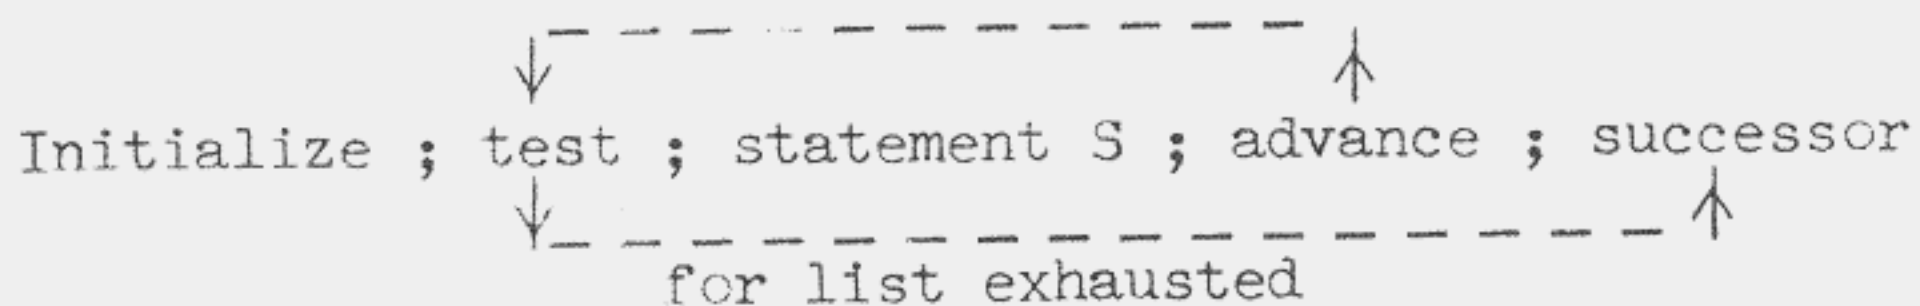 Initialize ; test ; statement S ; advance ; successor
for list exhausted